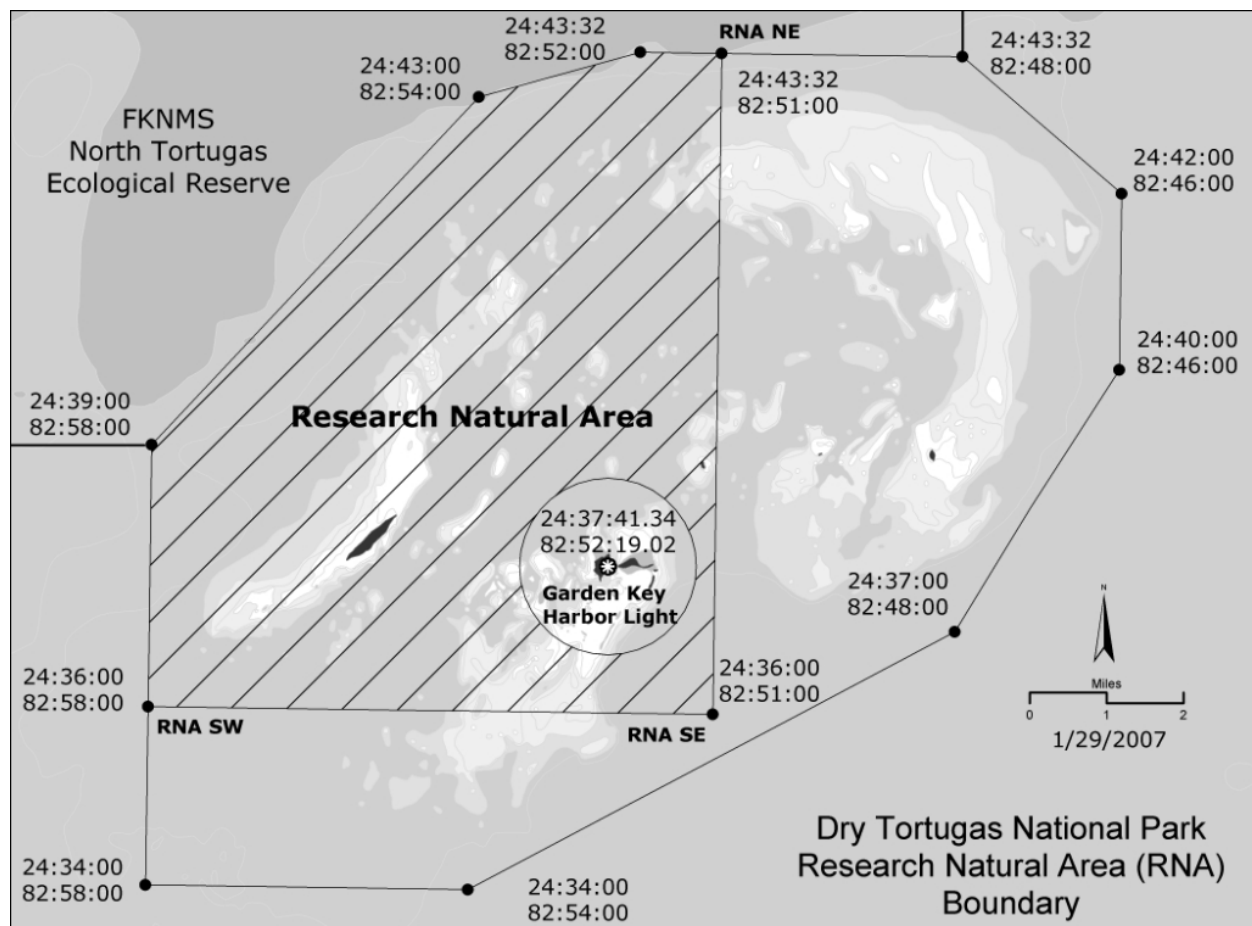 24:43:32
82:52:00
RNA NE
24:43:32
82:48:00
24:43:00
82:54:00
24:43:32
82:51:00
FKNMS
North Tortugas
Ecological Reserve
24:42:00
82:46:00
24:40:00
82:46:00
24:39:00
82:58:00
Research Natural Area
24:37:41.34
82:52:19.02
Garden Key
Harbor Light
24:37:00
82:48:00
N
24:36:00
82:58:00
RNA SW
24:36:00
82:51:00
RNA SE
Miles
0 1 2
1/29/2007
Dry Tortugas National Park
Research Natural Area (RNA)
Boundary
24:34:00
82:58:00
24:34:00
82:54:00